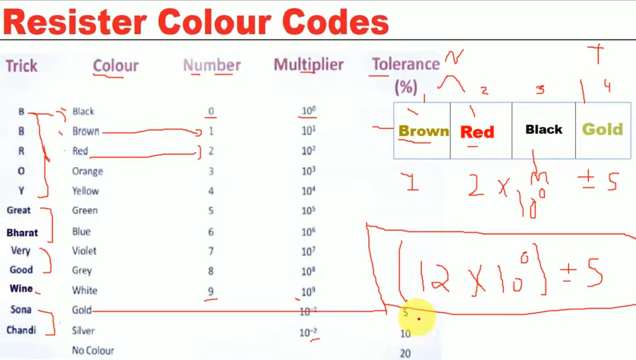 Resister Colour Codes
Trick Colour Number Multiplier Tolerance (%)
B Black 0 10⁰
B Brown 1 10¹
R Red 2 10²
O Orange 3 10³
Y Yellow 4 10⁴
Great Green 5 10⁵
Bharat Blue 6 10⁶
Very Violet 7 10⁷
Good Grey 8 10⁸
Wine White 9 10⁹
Sona Gold 10⁻¹ 5
Chandi Silver 10⁻² 10
No Colour 20
N T
1 2 3 4
Brown Red Black Gold
M
1 2 × 10⁰ ± 5
(12 × 10⁰) ± 5